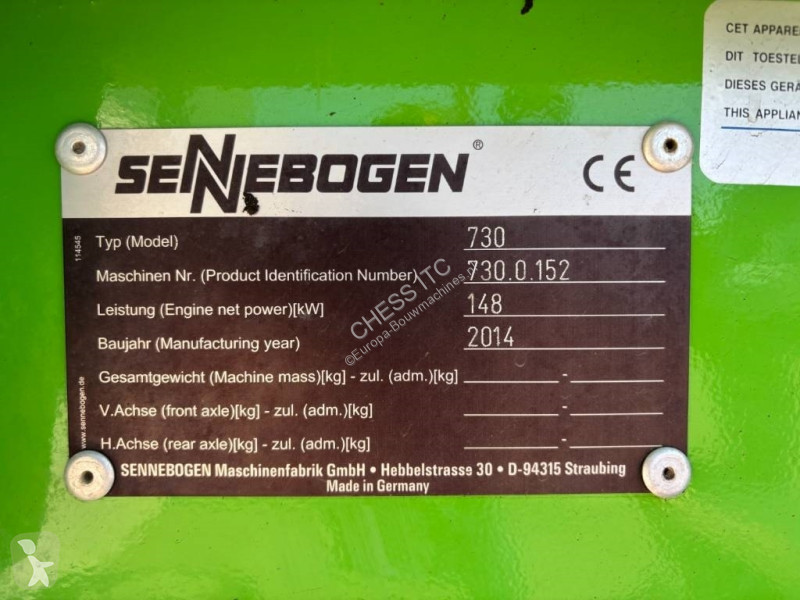 CET APPARE
DIT TOESTEL
DIESES GERÄ
THIS APPLIAN
SENNEBOGEN ® CE
114545
Typ (Model) 730
Maschinen Nr. (Product Identification Number) 730.0.152
Leistung (Engine net power)[kW] 148
Baujahr (Manufacturing year) 2014
Gesamtgewicht (Machine mass)[kg] - zul. (adm.)[kg] -
V.Achse (front axle)[kg] - zul. (adm.)[kg] -
H.Achse (rear axle)[kg] - zul. (adm.)[kg] -
www.sennebogen.de
SENNEBOGEN Maschinenfabrik GmbH • Hebbelstrasse 30 • D-94315 Straubing
Made in Germany
CHESS ITC
©Europa-Bouwmachines